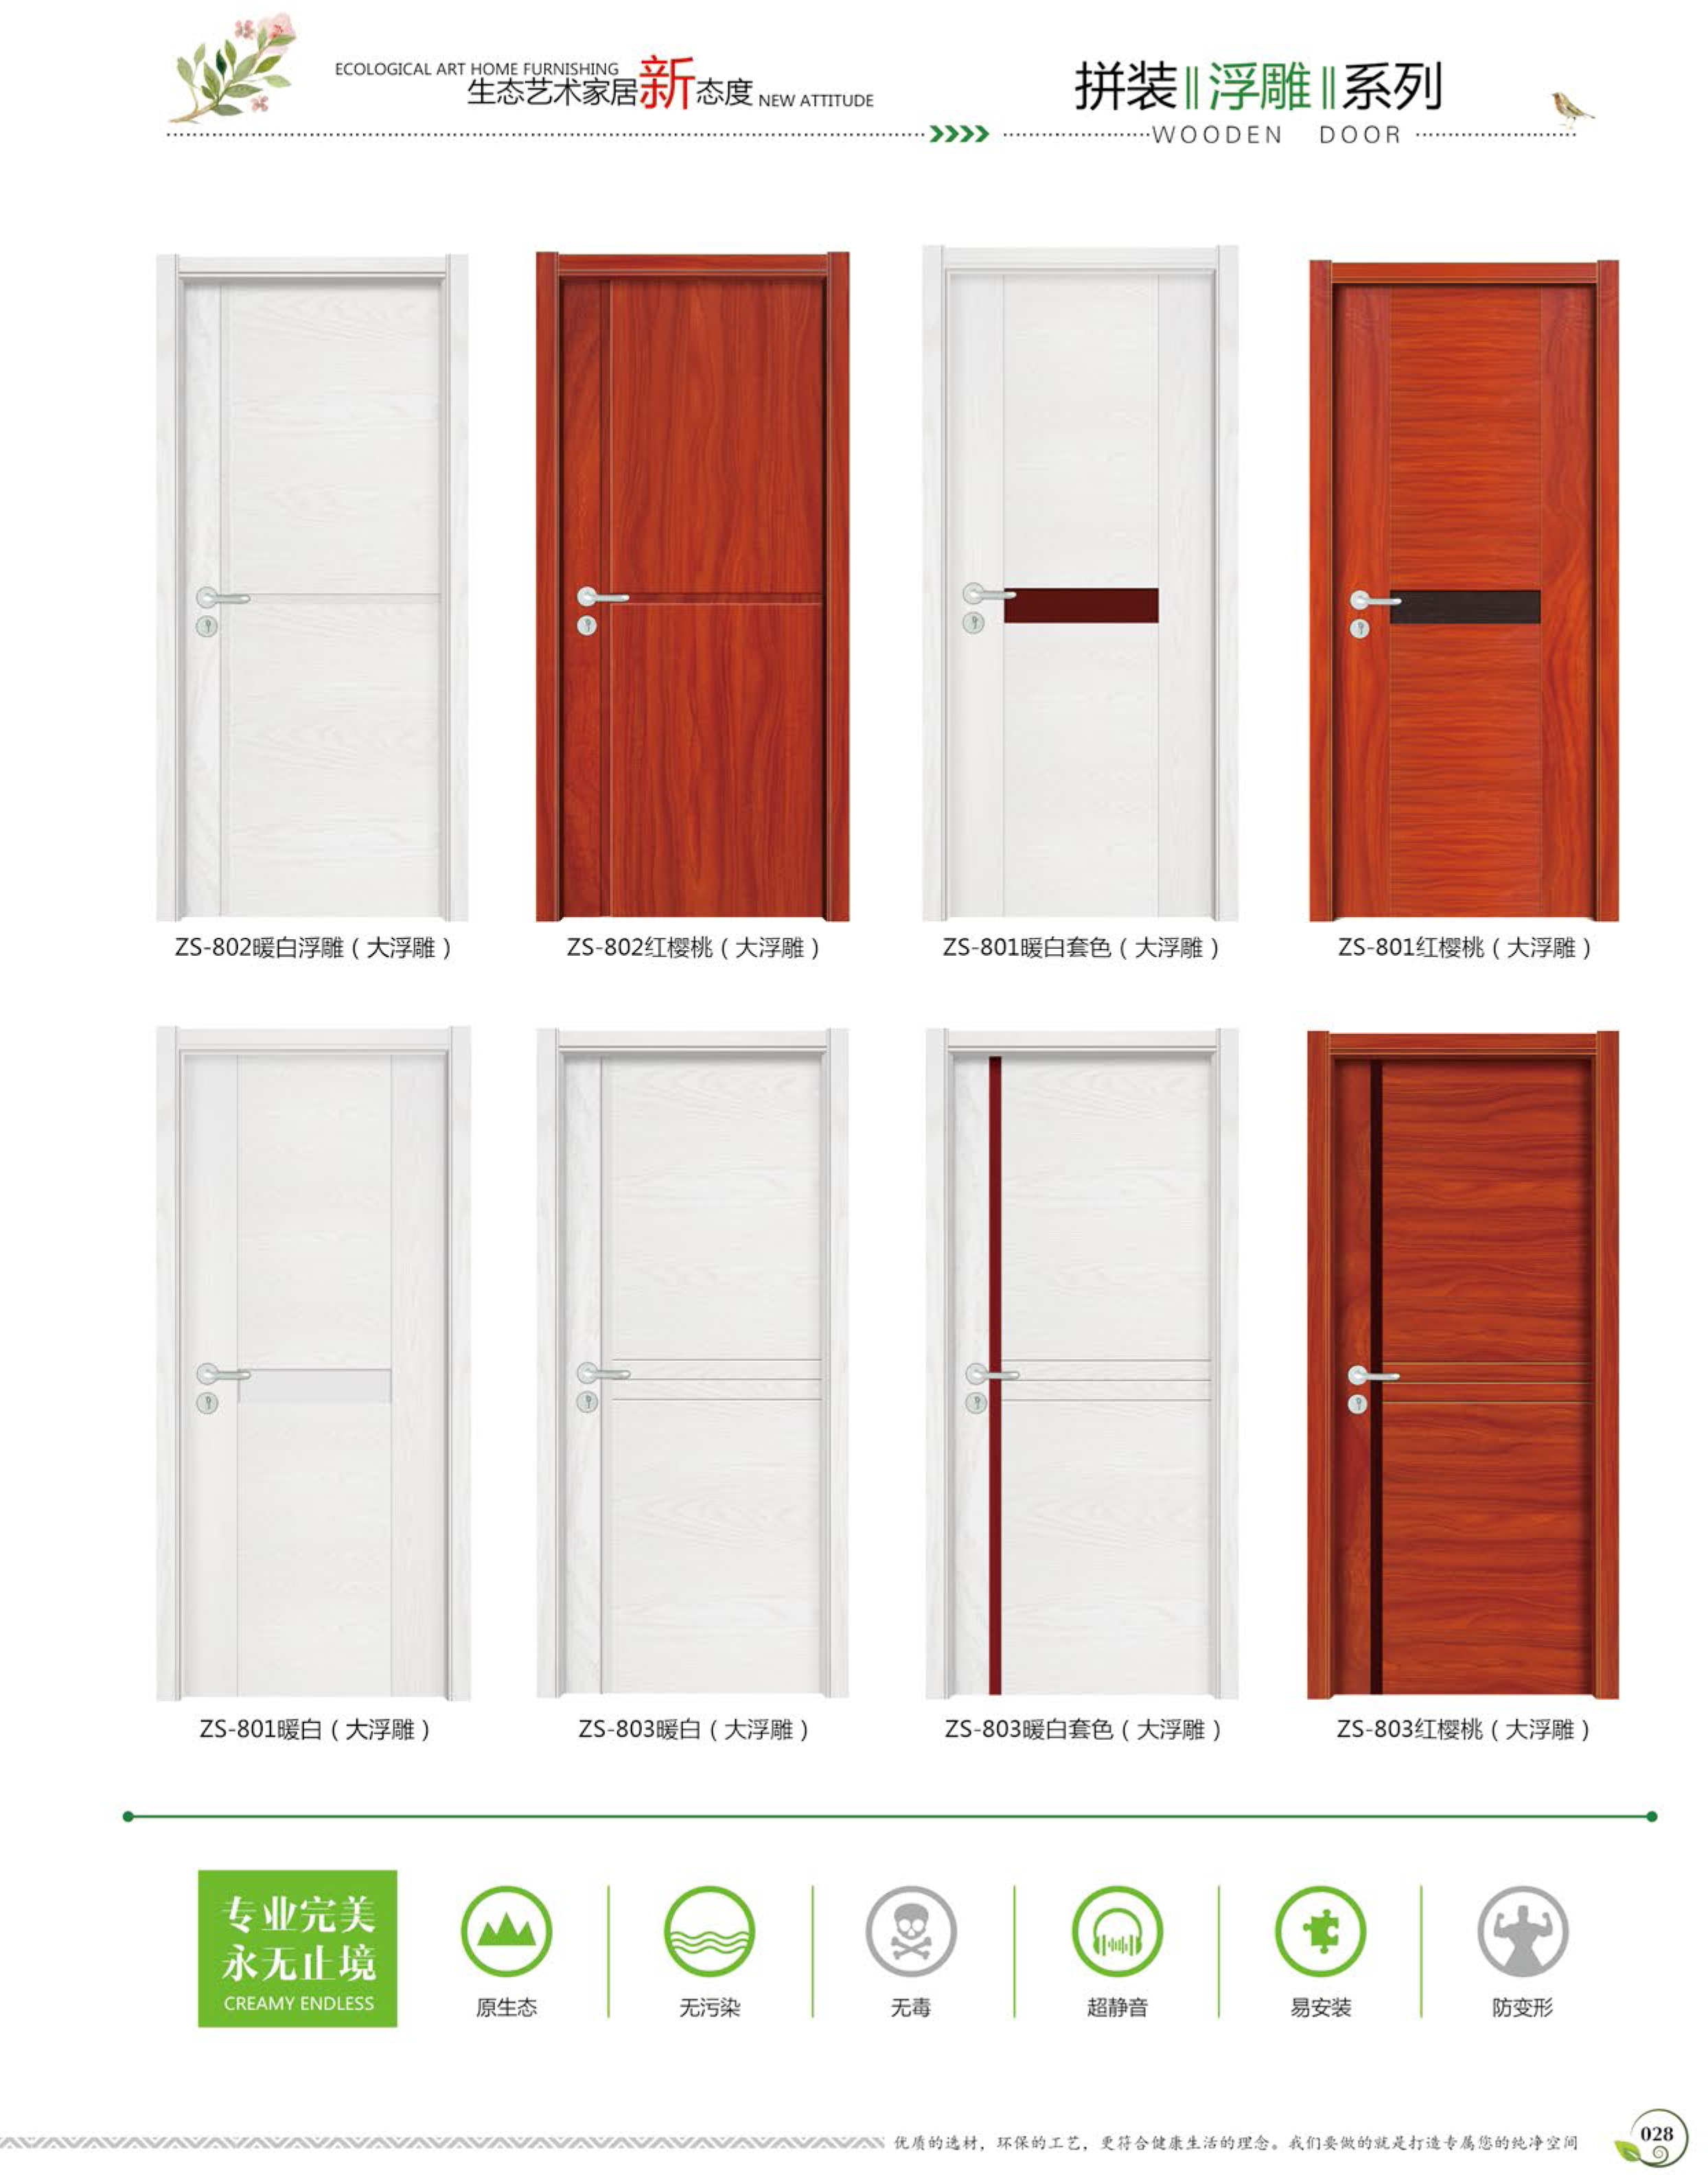 ECOLOGICAL ART HOME FURNISHING
生态艺术家居新态度 NEW ATTITUDE
拼装‖浮雕‖系列
WOODEN DOOR
ZS-802暖白浮雕（大浮雕）
ZS-802红樱桃（大浮雕）
ZS-801暖白套色（大浮雕）
ZS-801红樱桃（大浮雕）
ZS-801暖白（大浮雕）
ZS-803暖白（大浮雕）
ZS-803暖白套色（大浮雕）
ZS-803红樱桃（大浮雕）
专业完美
永无止境
CREAMY ENDLESS
原生态
无污染
无毒
超静音
易安装
防变形
优质的选材，环保的工艺，更符合健康生活的理念。我们要做的就是打造专属您的纯净空间
028